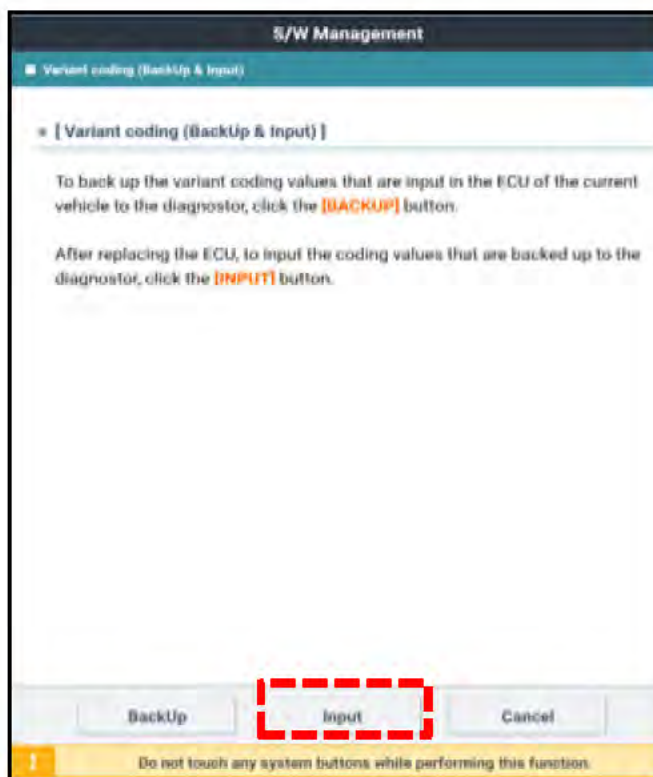 S/W Management
Variant coding (BackUp & Input)
[ Variant coding (BackUp & Input) ]
To back up the variant coding values that are input in the ECU of the current
vehicle to the diagnostor, click the [BACKUP] button.
After replacing the ECU, to input the coding values that are backed up to the
diagnostor, click the [INPUT] button.
BackUp Input Cancel
! Do not touch any system buttons while performing this function.